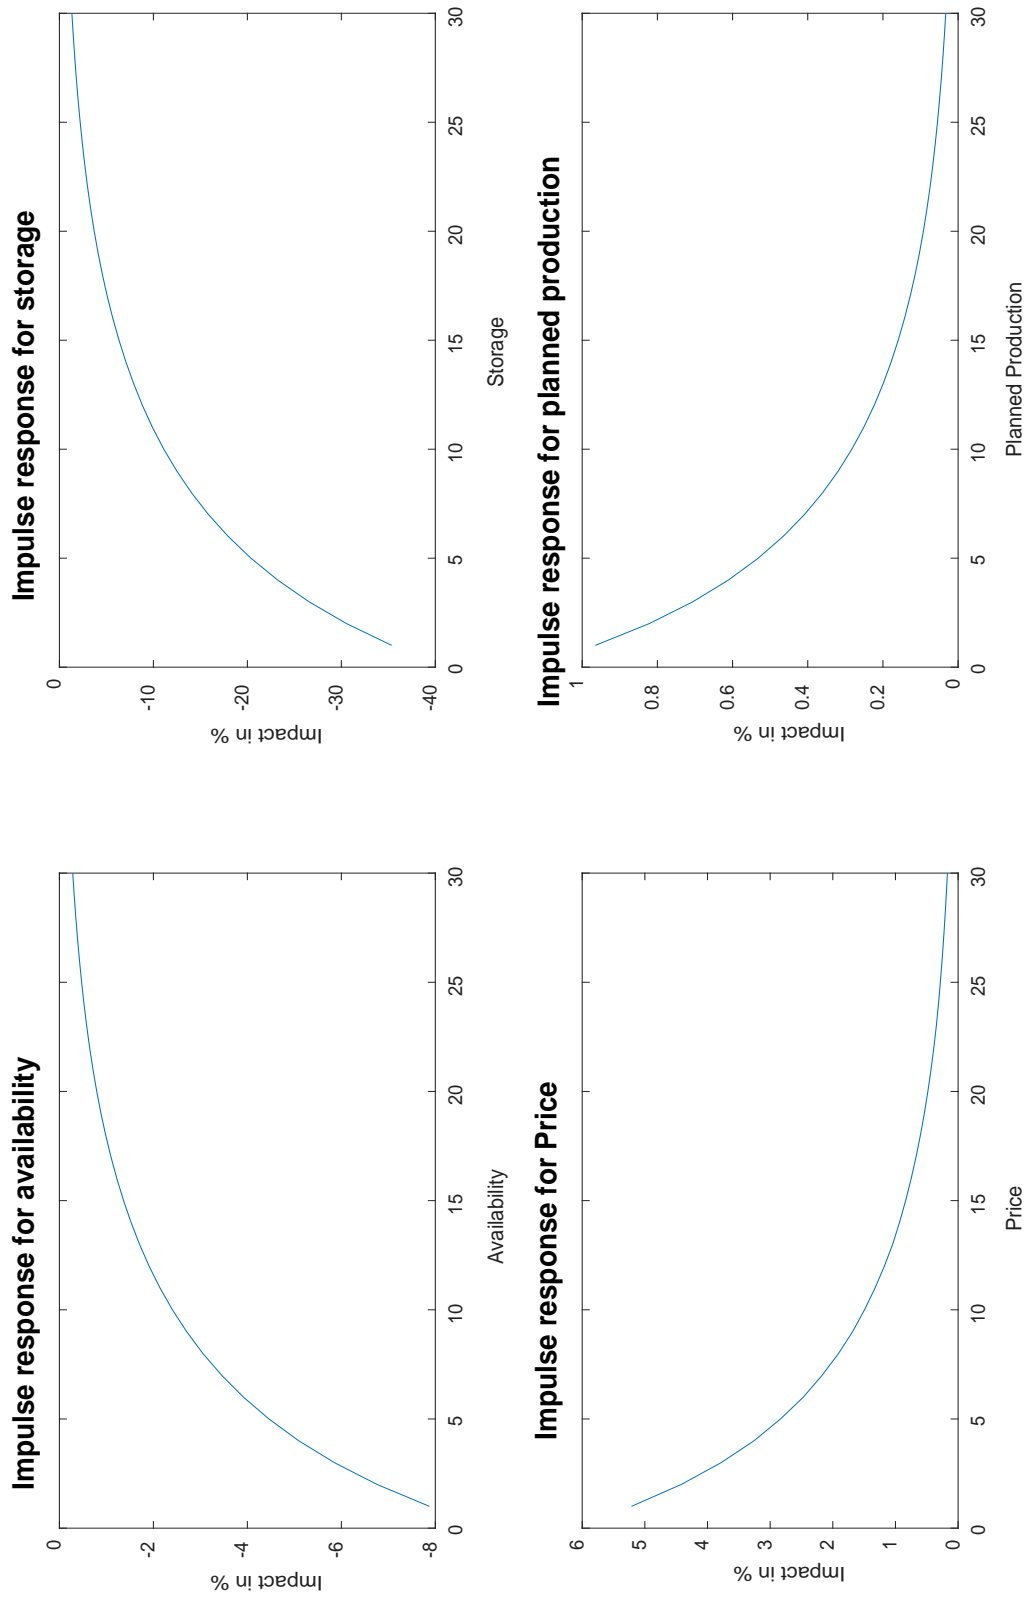 Impulse response for availability
Impact in %
0
-2
-4
-6
-8
0 5 10 15 20 25 30
Availability
Impulse response for storage
Impact in %
0
-10
-20
-30
-40
0 5 10 15 20 25 30
Storage
Impulse response for Price
Impact in %
6
5
4
3
2
1
0
0 5 10 15 20 25 30
Price
Impulse response for planned production
Impact in %
1
0.8
0.6
0.4
0.2
0
0 5 10 15 20 25 30
Planned Production